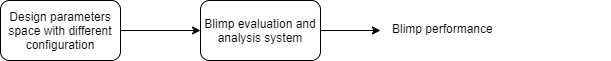 Design parameters
space with different
configuration
Blimp evaluation and
analysis system
Blimp performance